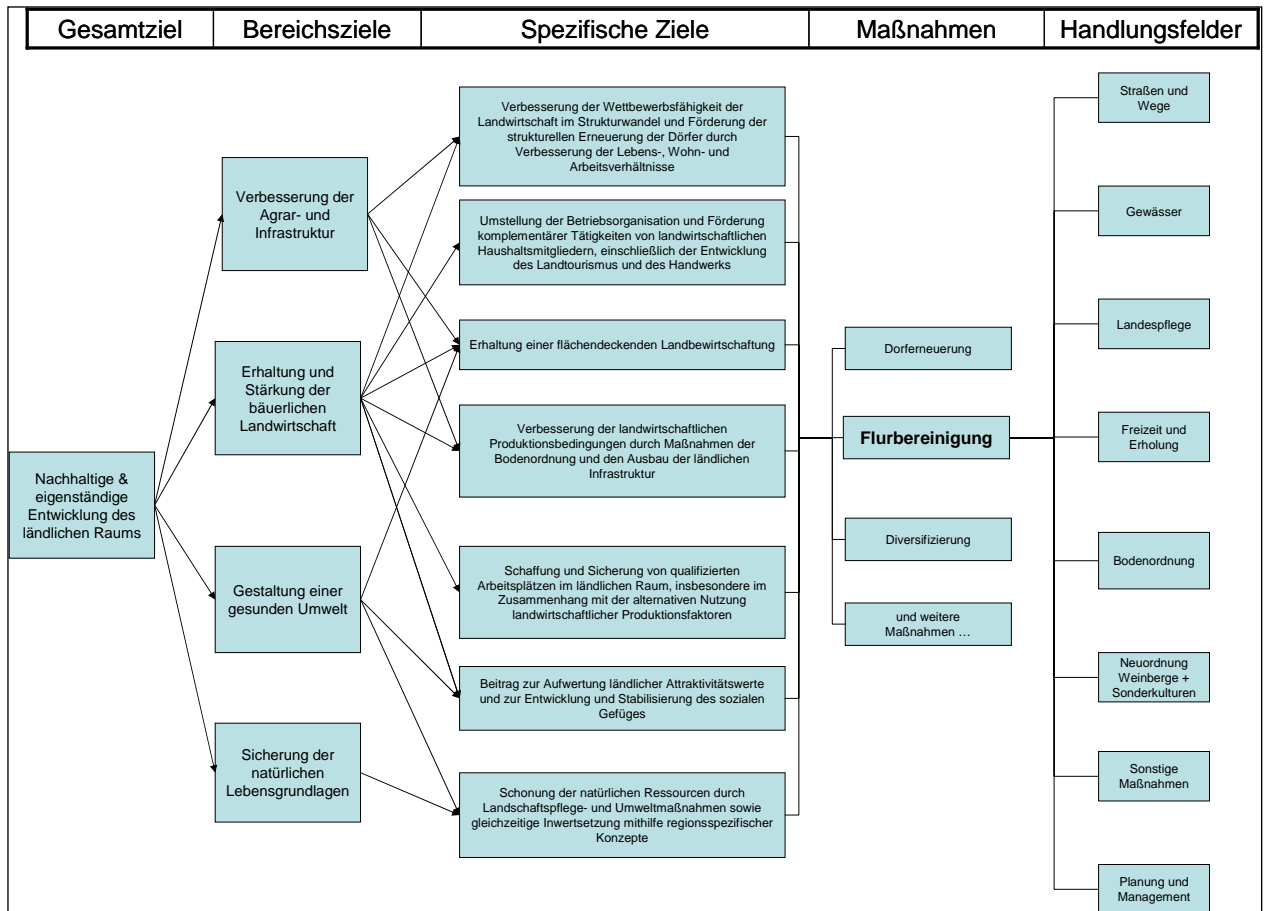 Gesamtziel
Bereichsziele
Spezifische Ziele
Maßnahmen
Handlungsfelder
Nachhaltige &
eigenständige
Entwicklung des
ländlichen Raums
Verbesserung der
Agrar- und
Infrastruktur
Erhaltung und
Stärkung der
bäuerlichen
Landwirtschaft
Gestaltung einer
gesunden Umwelt
Sicherung der
natürlichen
Lebensgrundlagen
Verbesserung der Wettbewerbsfähigkeit der
Landwirtschaft im Strukturwandel und Förderung der
strukturellen Erneuerung der Dörfer durch
Verbesserung der Lebens-, Wohn- und
Arbeitsverhältnisse
Umstellung der Betriebsorganisation und Förderung
komplementärer Tätigkeiten von landwirtschaftlichen
Haushaltsmitgliedern, einschließlich der Entwicklung
des Landtourismus und des Handwerks
Erhaltung einer flächendeckenden Landbewirtschaftung
Verbesserung der landwirtschaftlichen
Produktionsbedingungen durch Maßnahmen der
Bodenordnung und den Ausbau der ländlichen
Infrastruktur
Schaffung und Sicherung von qualifizierten
Arbeitsplätzen im ländlichen Raum, insbesondere im
Zusammenhang mit der alternativen Nutzung
landwirtschaftlicher Produktionsfaktoren
Beitrag zur Aufwertung ländlicher Attraktivitätswerte
und zur Entwicklung und Stabilisierung des sozialen
Gefüges
Schonung der natürlichen Ressourcen durch
Landschaftspflege- und Umweltmaßnahmen sowie
gleichzeitige Inwertsetzung mithilfe regionsspezifischer
Konzepte
Dorferneuerung
Flurbereinigung
Diversifizierung
und weitere
Maßnahmen …
Straßen und
Wege
Gewässer
Landespflege
Freizeit und
Erholung
Bodenordnung
Neuordnung
Weinberge +
Sonderkulturen
Sonstige
Maßnahmen
Planung und
Management